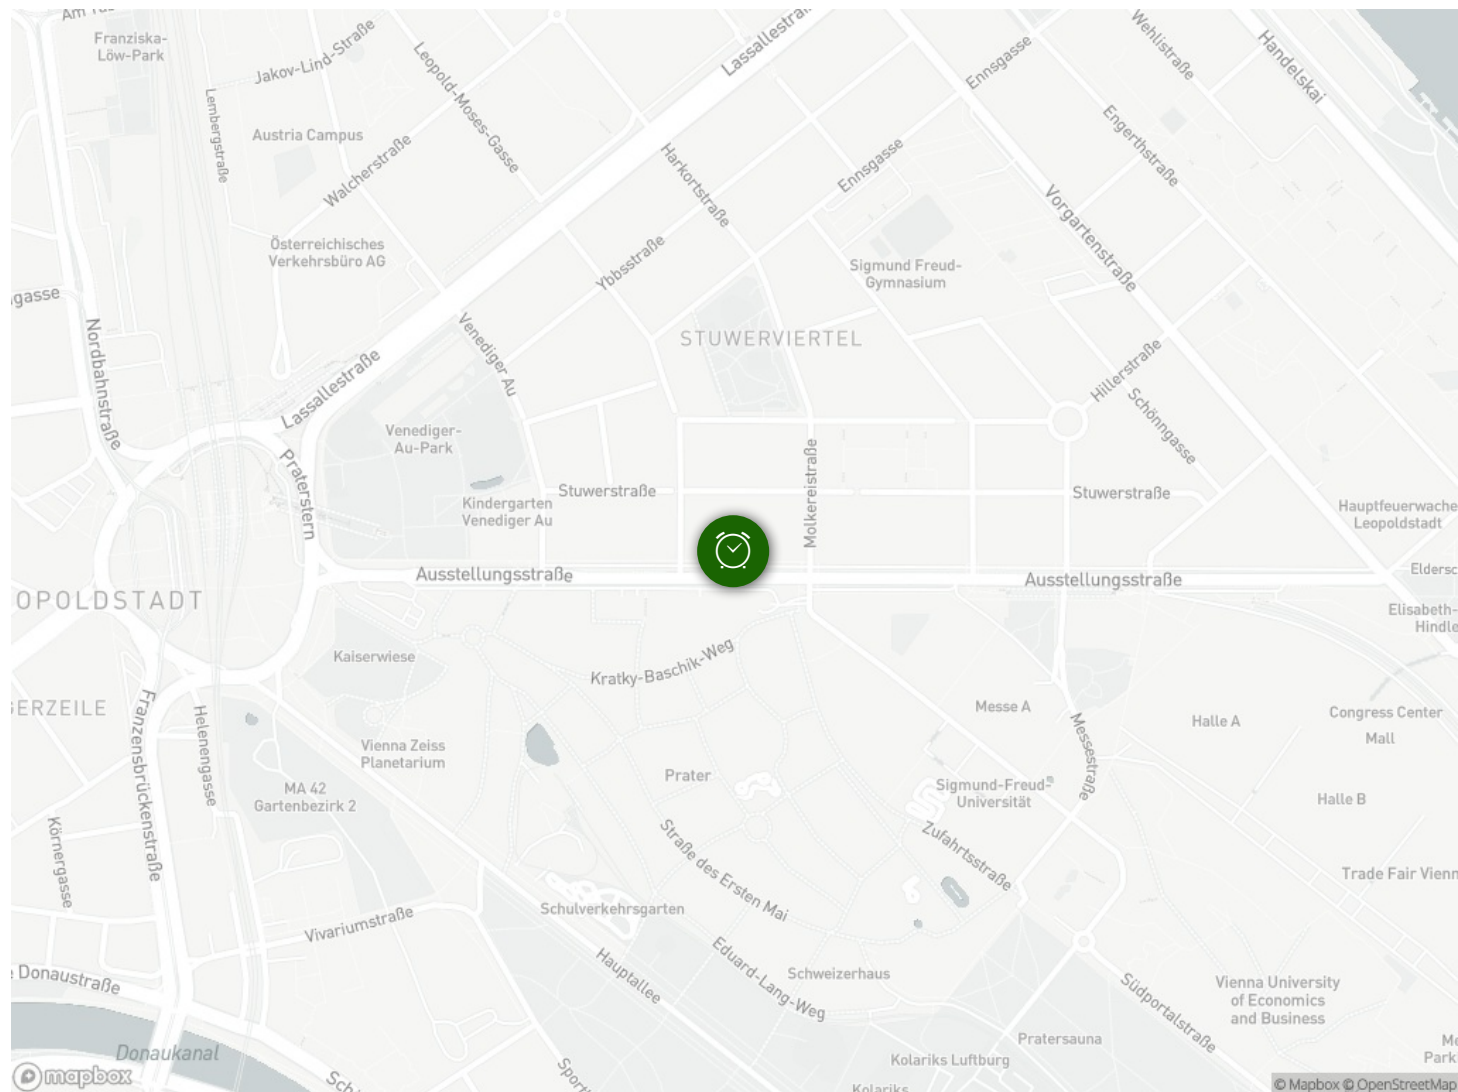 Franziska-
Löw-Park
Jakov-Lind-Straße
Leopold-Moses-Gasse
Lassallestra
Ennsgasse
Wehlistraße
Handelskai
Lembergstraße
Austria Campus
Walcherstraße
Harkortstraße
Ennsgasse
Engerthstraße
Vorgartenstraße
Österreichisches
Verkehrsbüro AG
Ybbsstraße
Sigmund Freud-
Gymnasium
gasse
Nordbahnstraße
Venediger Au
STUWERVIERTEL
Lassallestraße
Hillerstraße
Schönngasse
Venediger-
Au-Park
Praterstern
Molkereistraße
Kindergarten
Venediger Au
Stuwerstraße
Stuwerstraße
Hauptfeuerwache
Leopoldstadt
Ausstellungsstraße
Ausstellungsstraße
Eldersc
OPOLDSTADT
Elisabeth-
Hindle
Kaiserwiese
Kratky-Baschik-Weg
ERZEILE
Franzensbrückenstraße
Helenengasse
Messe A
Halle A
Congress Center
Mall
Messestraße
Vienna Zeiss
Planetarium
Prater
MA 42
Gartenbezirk 2
Sigmund-Freud-
Universität
Halle B
Körnergasse
Straße des Ersten Mai
Zufahrtsstraße
Trade Fair Vienn
Schulverkehrsgarten
Vivariumstraße
Hauptallee
Eduard-Lang-Weg
Schweizerhaus
Donaustraße
Südportalstraße
Vienna University
of Economics
and Business
Donaukanal
Pratersauna
Kolariks Luftburg
Park
Kolariks
mapbox
© Mapbox © OpenStreetMap